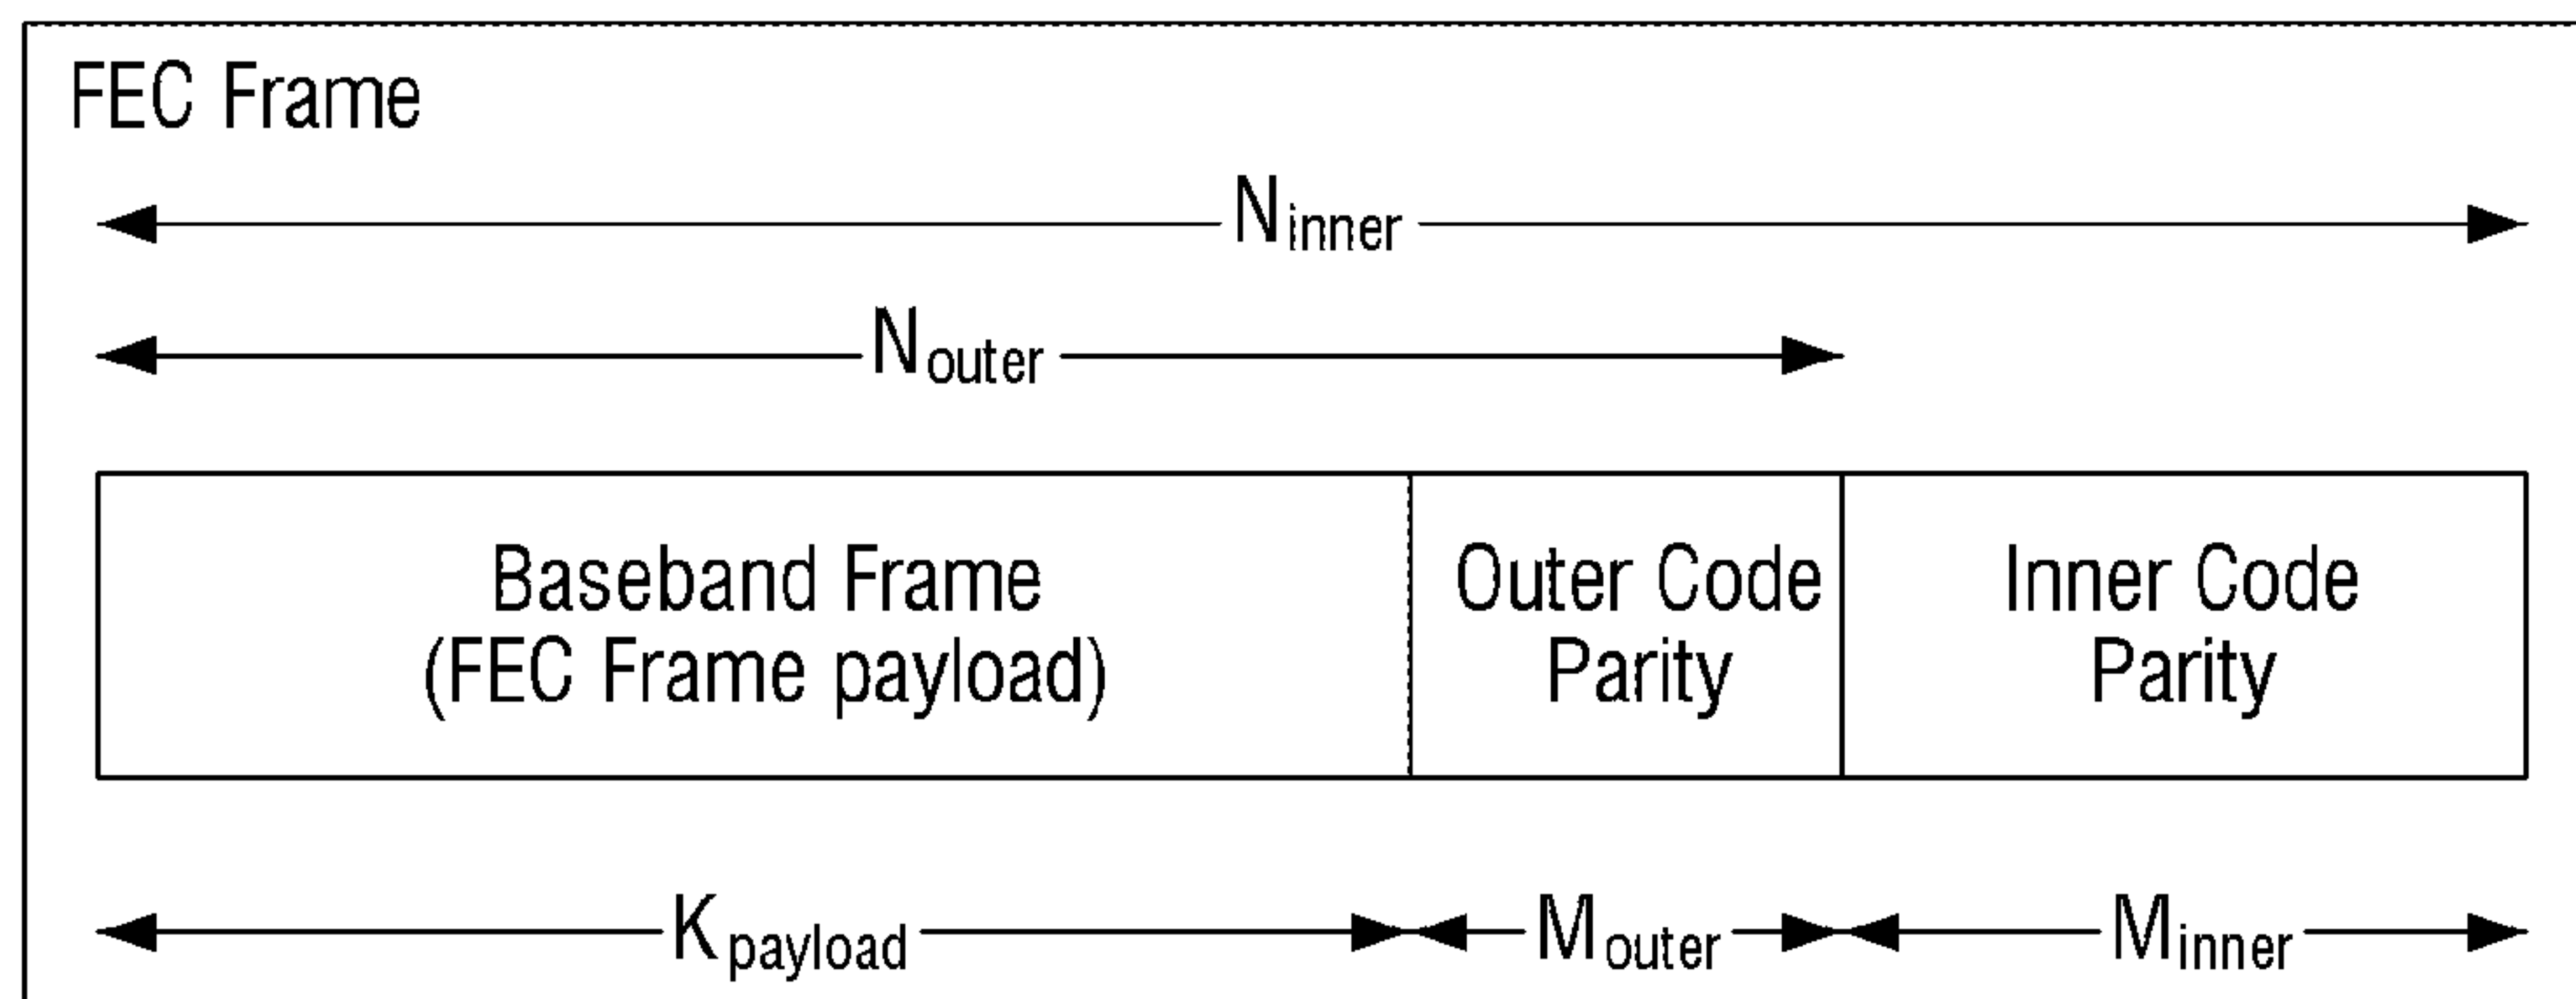 FEC Frame
Ninner
Nouter
Baseband Frame
(FEC Frame payload)
Outer Code
Parity
Inner Code
Parity
Kpayload
Mouter
Minner